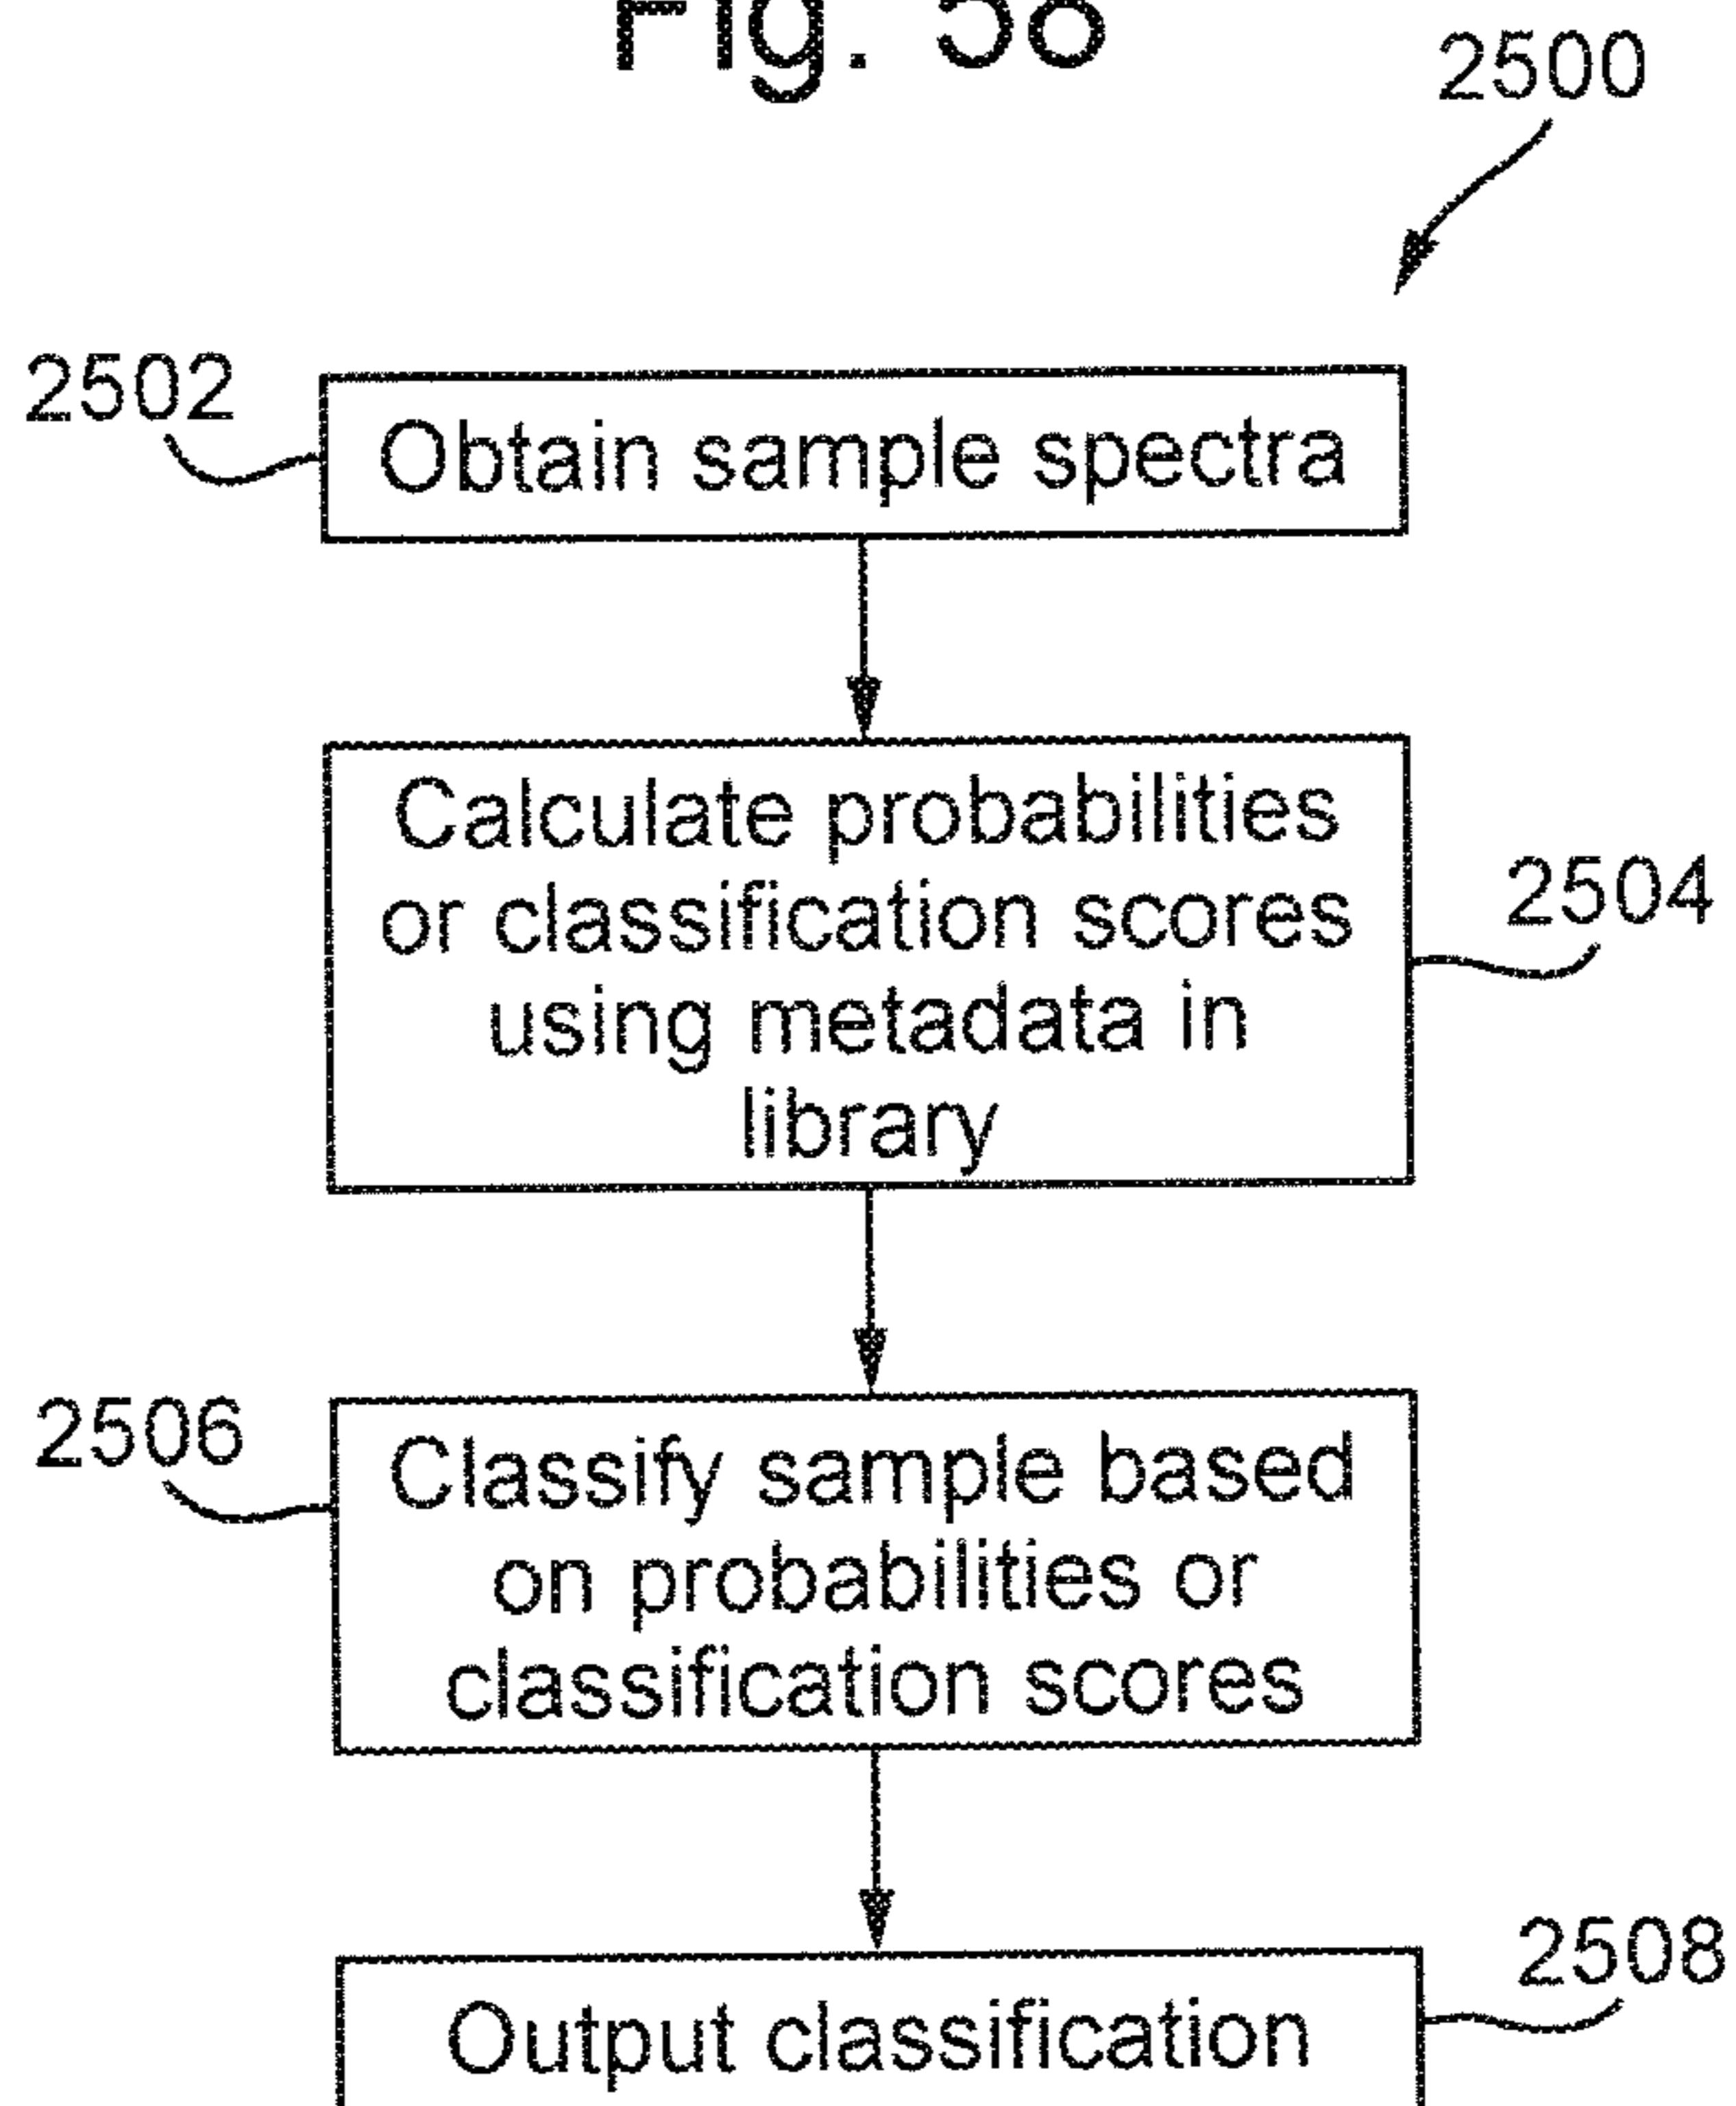 Fig. 58
2500
2502
Obtain sample spectra
Calculate probabilities
or classification scores
using metadata in
library
2504
2506
Classify sample based
on probabilities or
classification scores
2508
Output classification